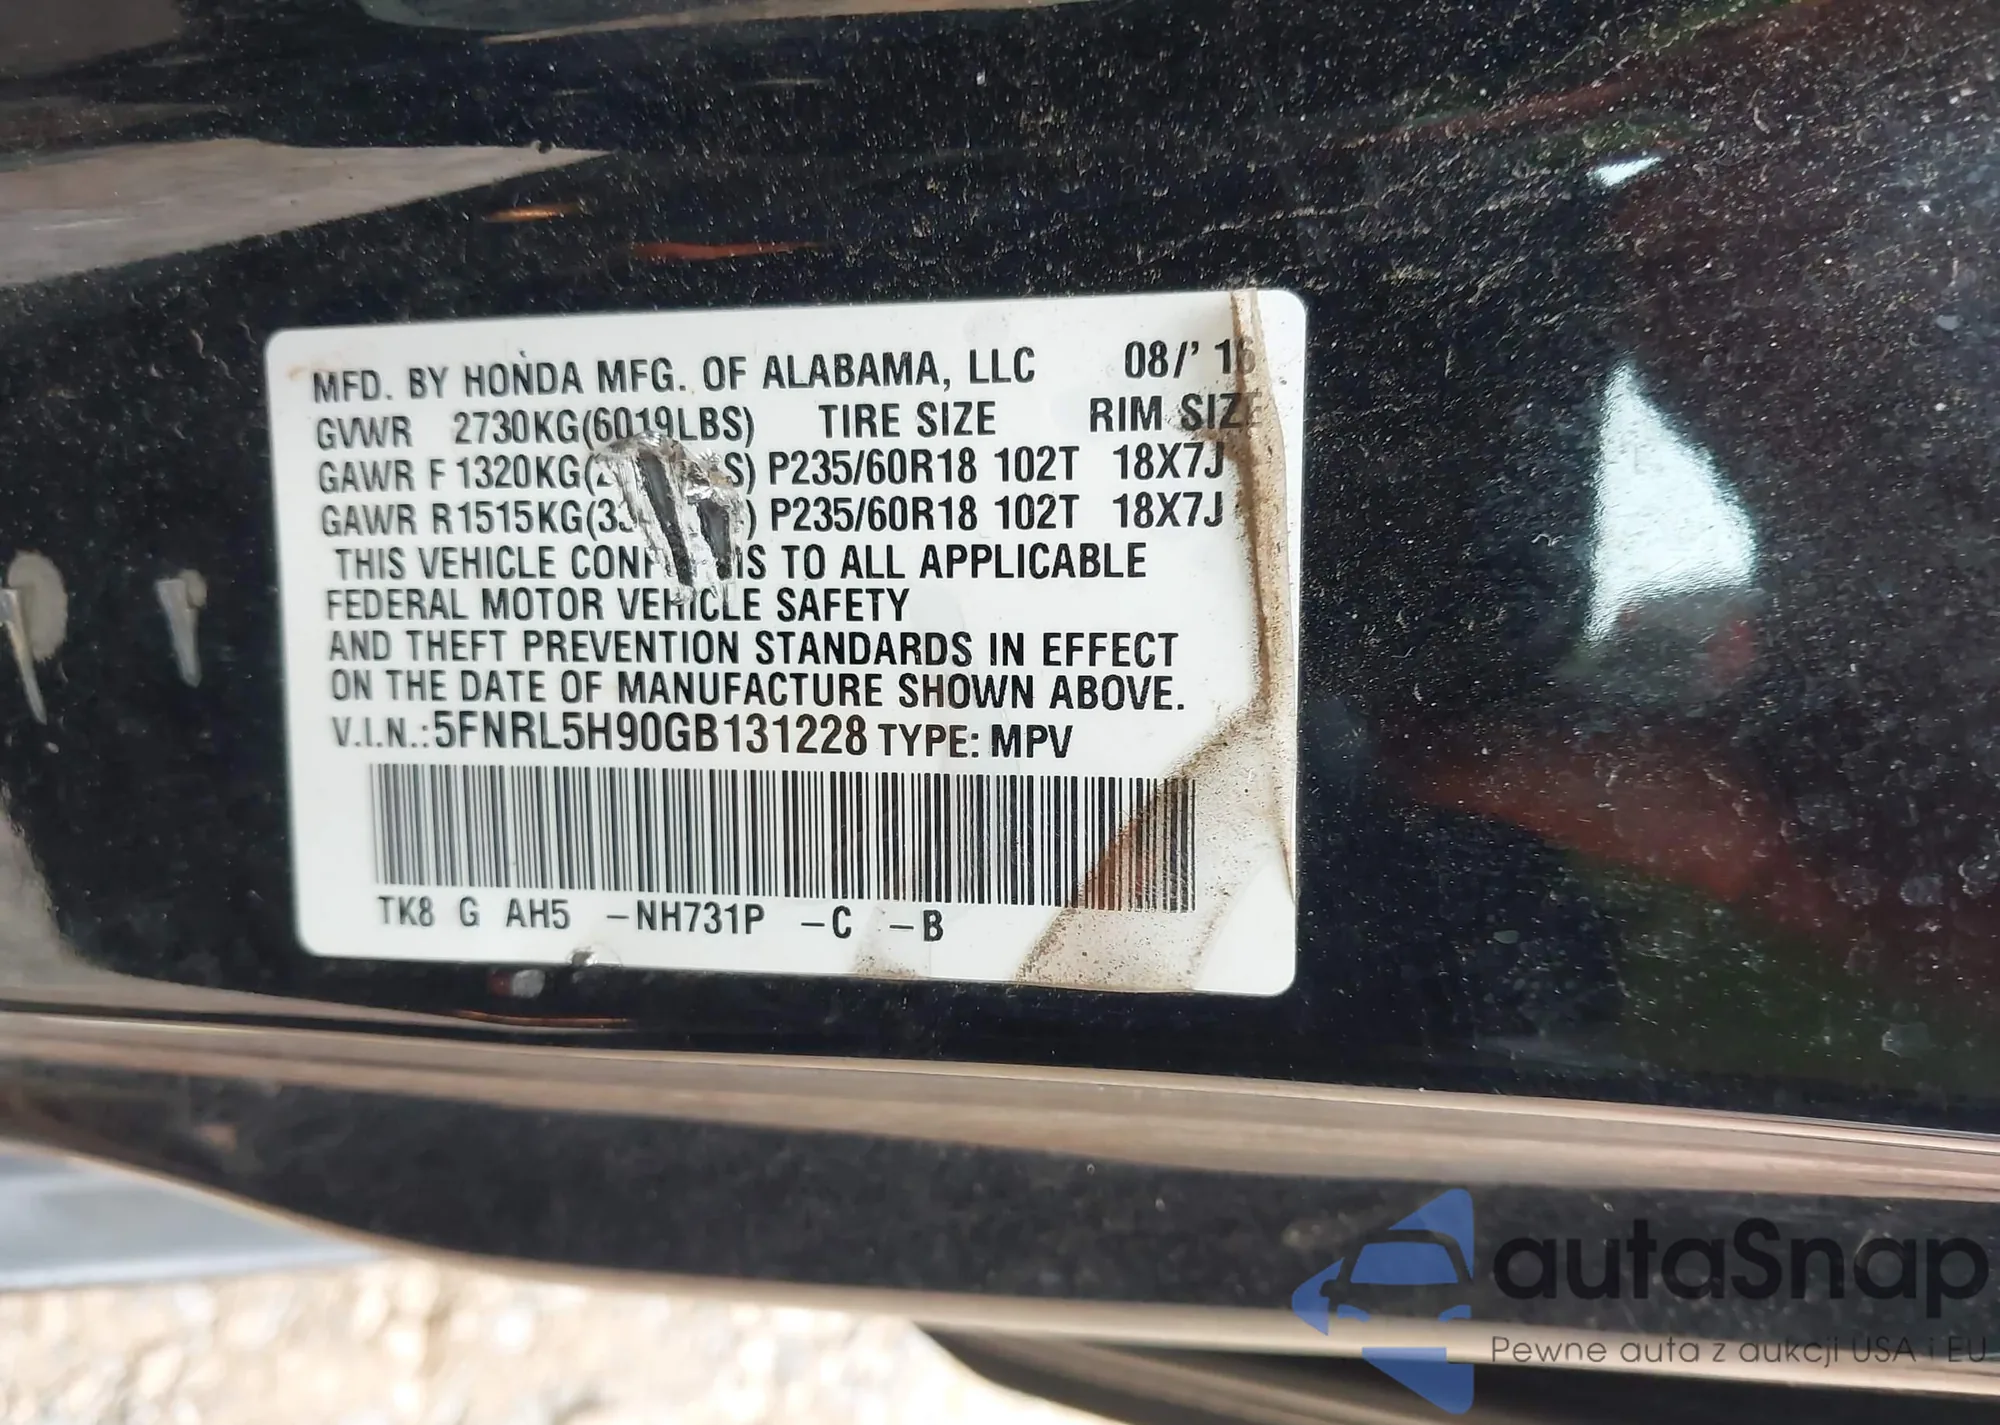 MFD. BY HONDA MFG. OF ALABAMA, LLC 08/' 16
GVWR 2730KG(6019LBS) TIRE SIZE RIM SIZE
GAWR F 1320KG( P235/60R18 102T 18X7J
GAWR R1515KG( P235/60R18 102T 18X7J
THIS VEHICLE IS TO ALL APPLICABLE
FEDERAL MOTOR VEHICLE SAFETY
AND THEFT PREVENTION STANDARDS IN EFFECT
ON THE DATE OF MANUFACTURE SHOWN ABOVE.
V.I.N.:5FNRL5H90GB131228 TYPE: MPV
TK8 G AH5 -NH731P -C -B
autaSnap
Pewne auta z aukcji USA i EU